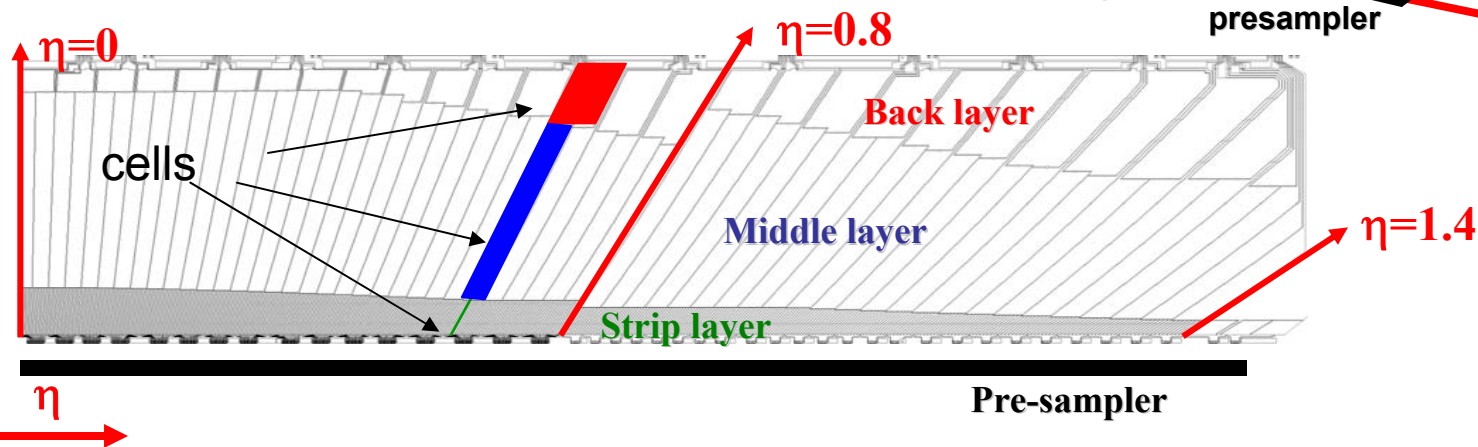 presampler
η=0
η=0.8
Back layer
cells
Middle layer
η=1.4
Strip layer
Pre-sampler
η